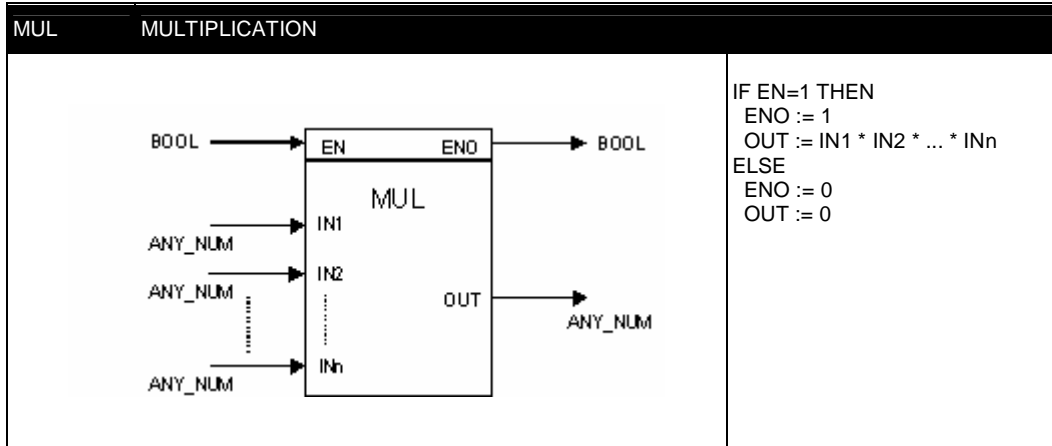 MUL MULTIPLICATION
BOOL EN ENO BOOL
MUL
IN1
ANY_NUM
IN2
ANY_NUM
OUT
ANY_NUM
INn
ANY_NUM
IF EN=1 THEN
ENO := 1
OUT := IN1 * IN2 * ... * INn
ELSE
ENO := 0
OUT := 0